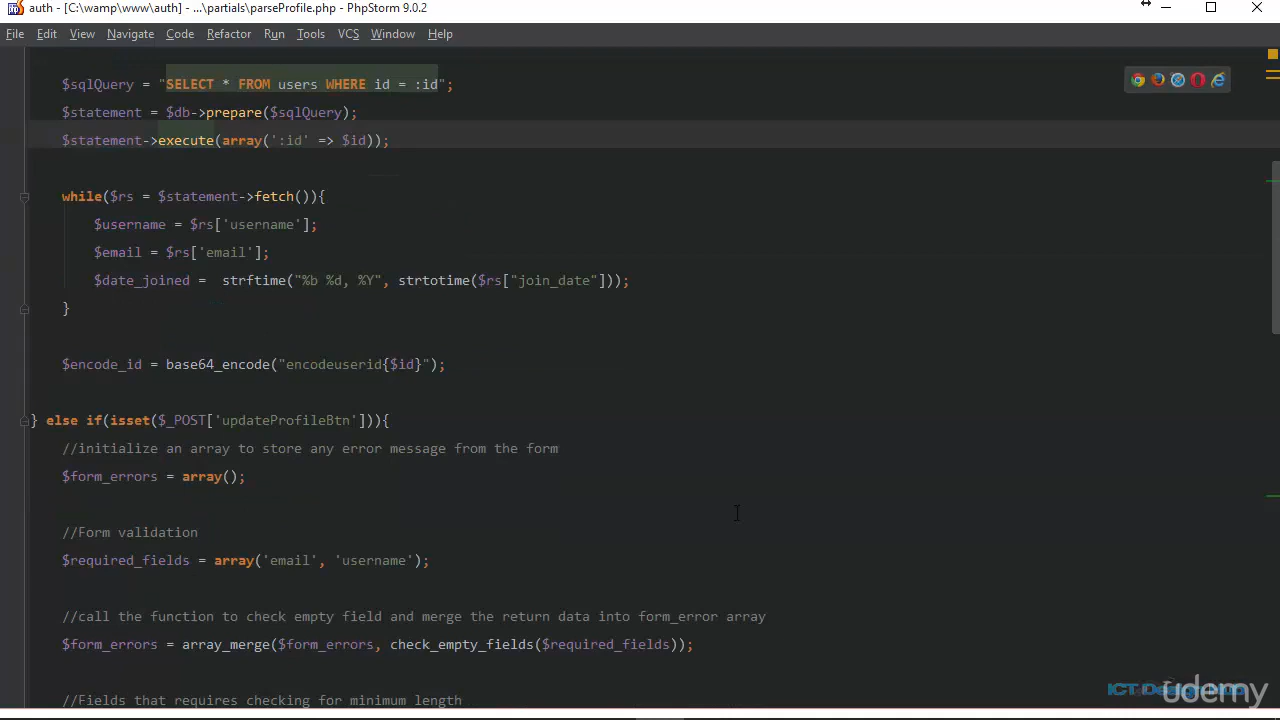 auth - [C:\wamp\www\auth] - ...\partials\parseProfile.php - PhpStorm 9.0.2
File Edit View Navigate Code Refactor Run Tools VCS Window Help
$sqlQuery = "SELECT * FROM users WHERE id = :id";
$statement = $db->prepare($sqlQuery);
$statement->execute(array(':id' => $id));
while($rs = $statement->fetch()){
$username = $rs['username'];
$email = $rs['email'];
$date_joined =  strftime("%b %d, %Y", strtotime($rs["join_date"]));
}
$encode_id = base64_encode("encodeuserid{$id}");
} else if(isset($_POST['updateProfileBtn'])){
//initialize an array to store any error message from the form
$form_errors = array();
//Form validation
$required_fields = array('email', 'username');
//call the function to check empty field and merge the return data into form_error array
$form_errors = array_merge($form_errors, check_empty_fields($required_fields));
//Fields that requires checking for minimum length
ICT Design Hub
udemy